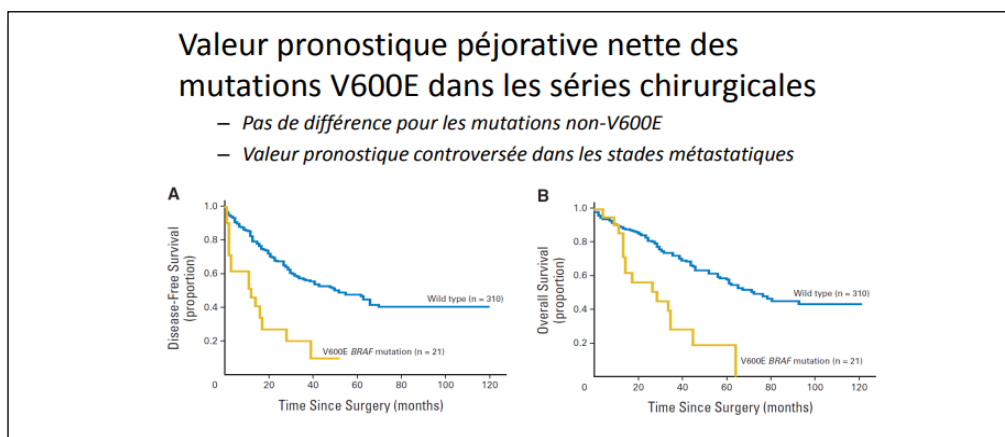 Valeur pronostique péjorative nette des
mutations V600E dans les séries chirurgicales
– Pas de différence pour les mutations non-V600E
– Valeur pronostique controversée dans les stades métastatiques
A
Disease-Free Survival
(proportion)
1.0
0.8
0.6
0.4
0.2
0
20
40
60
80
100
120
Wild type (n = 310)
V600E BRAF mutation (n = 21)
Time Since Surgery (months)
B
Overall Survival
(proportion)
1.0
0.8
0.6
0.4
0.2
0
20
40
60
80
100
120
Wild type (n = 310)
V600E BRAF mutation (n = 21)
Time Since Surgery (months)